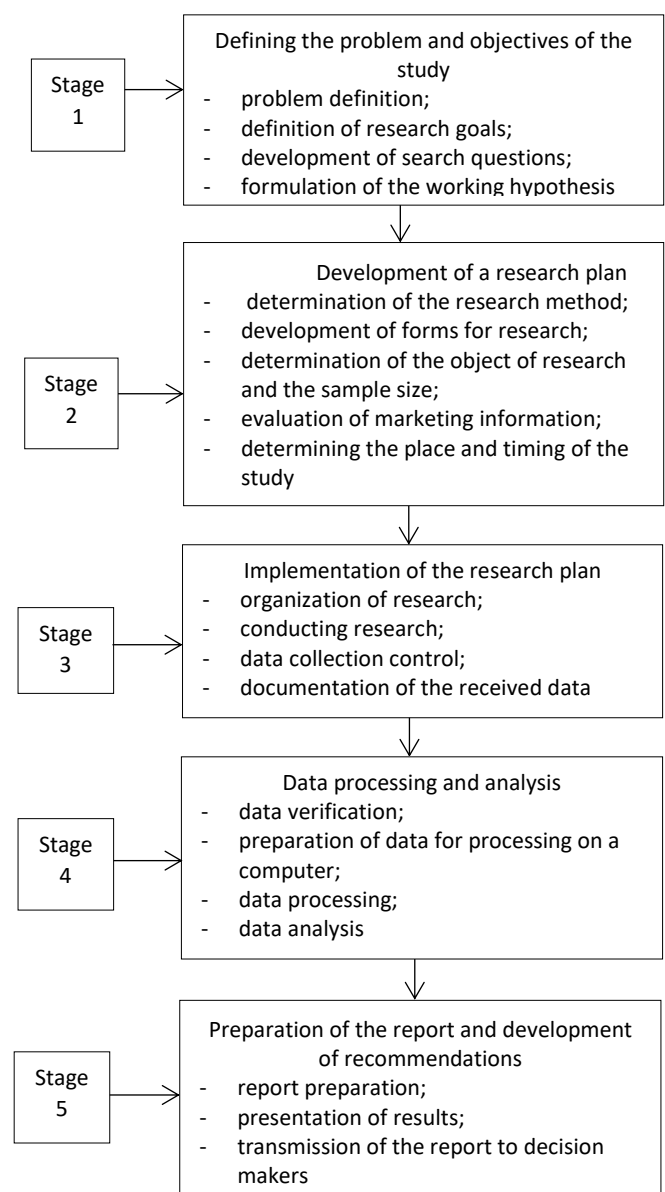 Stage
1
Defining the problem and objectives of the
study
- problem definition;
- definition of research goals;
- development of search questions;
- formulation of the working hypothesis
Stage
2
Development of a research plan
- determination of the research method;
- development of forms for research;
- determination of the object of research
and the sample size;
- evaluation of marketing information;
- determining the place and timing of the
study
Stage
3
Implementation of the research plan
- organization of research;
- conducting research;
- data collection control;
- documentation of the received data
Stage
4
Data processing and analysis
- data verification;
- preparation of data for processing on a
computer;
- data processing;
- data analysis
Stage
5
Preparation of the report and development
of recommendations
- report preparation;
- presentation of results;
- transmission of the report to decision
makers